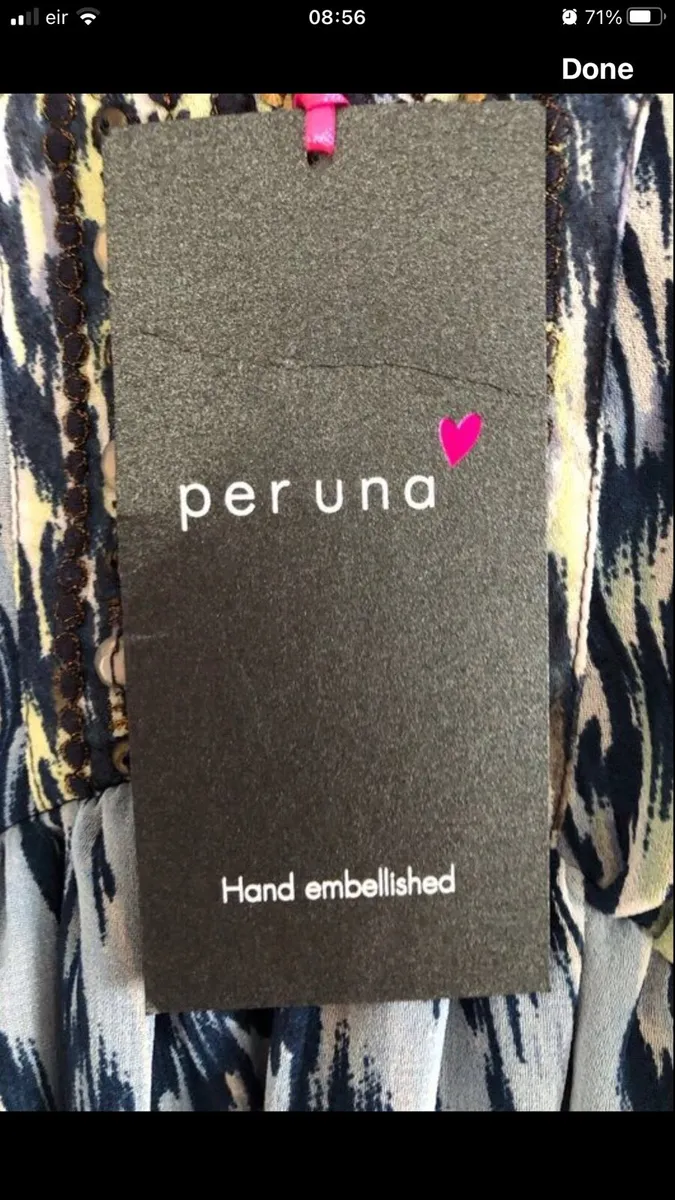 eir 08:56 71%
Done
per una
Hand embellished